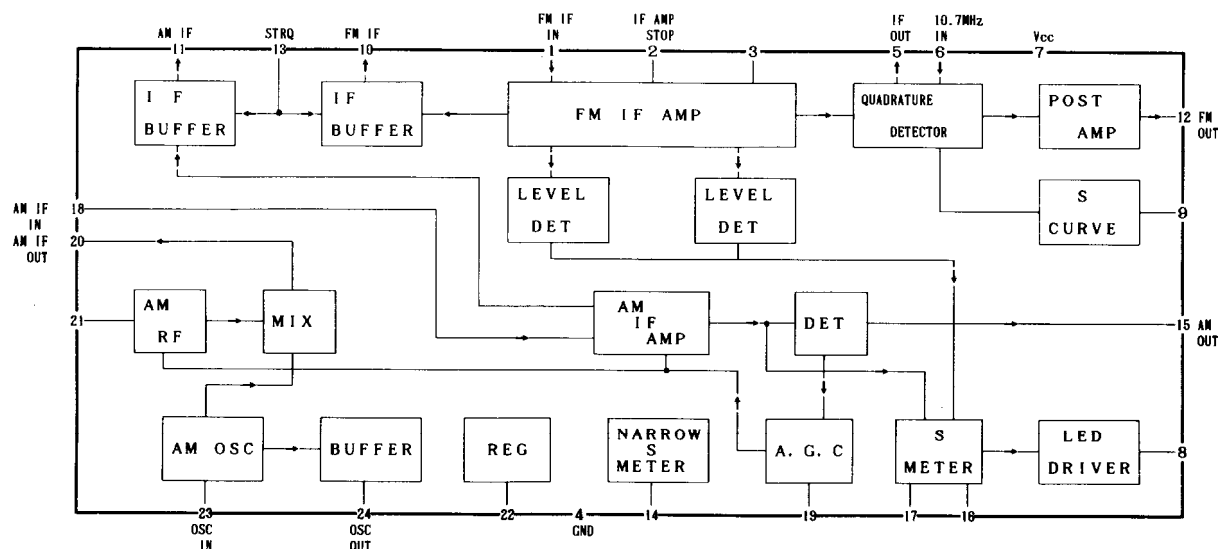 AM IF
11
STRQ
13
FM IF
10
FM IF
IN
1
IF AMP
STOP
2
3
IF
OUT
5
10.7MHz
IN
6
Vcc
7
IF
BUFFER
IF
BUFFER
FM IF AMP
QUADRATURE
DETECTOR
POST
AMP
12 FM
OUT
LEVEL
DET
LEVEL
DET
S
CURVE
9
AM IF 18
IN
AM IF 20
OUT
21
AM
RF
MIX
AM
IF
AMP
DET
15 AM
OUT
AM OSC
BUFFER
REG
NARROW
S
METER
A.G.C
S
METER
LED
DRIVER
8
23
OSC
IN
24
OSC
OUT
22
4
GND
14
19
17